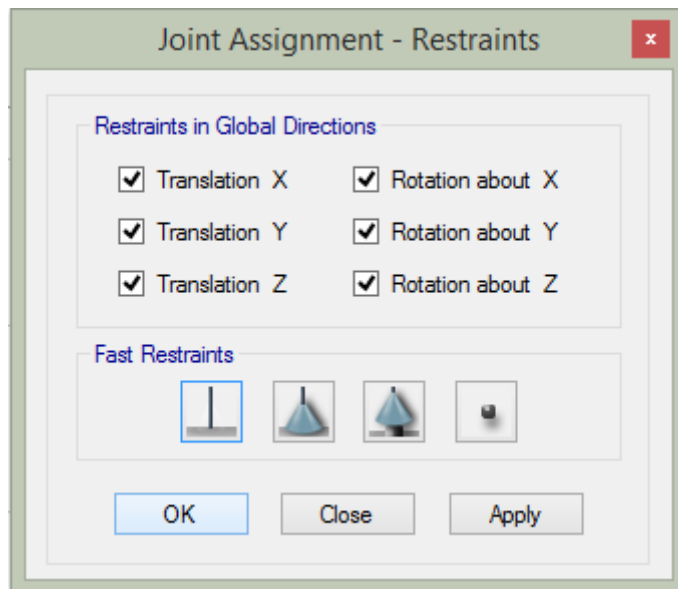 Joint Assignment - Restraints
x
Restraints in Global Directions
Translation X Rotation about X
Translation Y Rotation about Y
Translation Z Rotation about Z
Fast Restraints
OK Close Apply